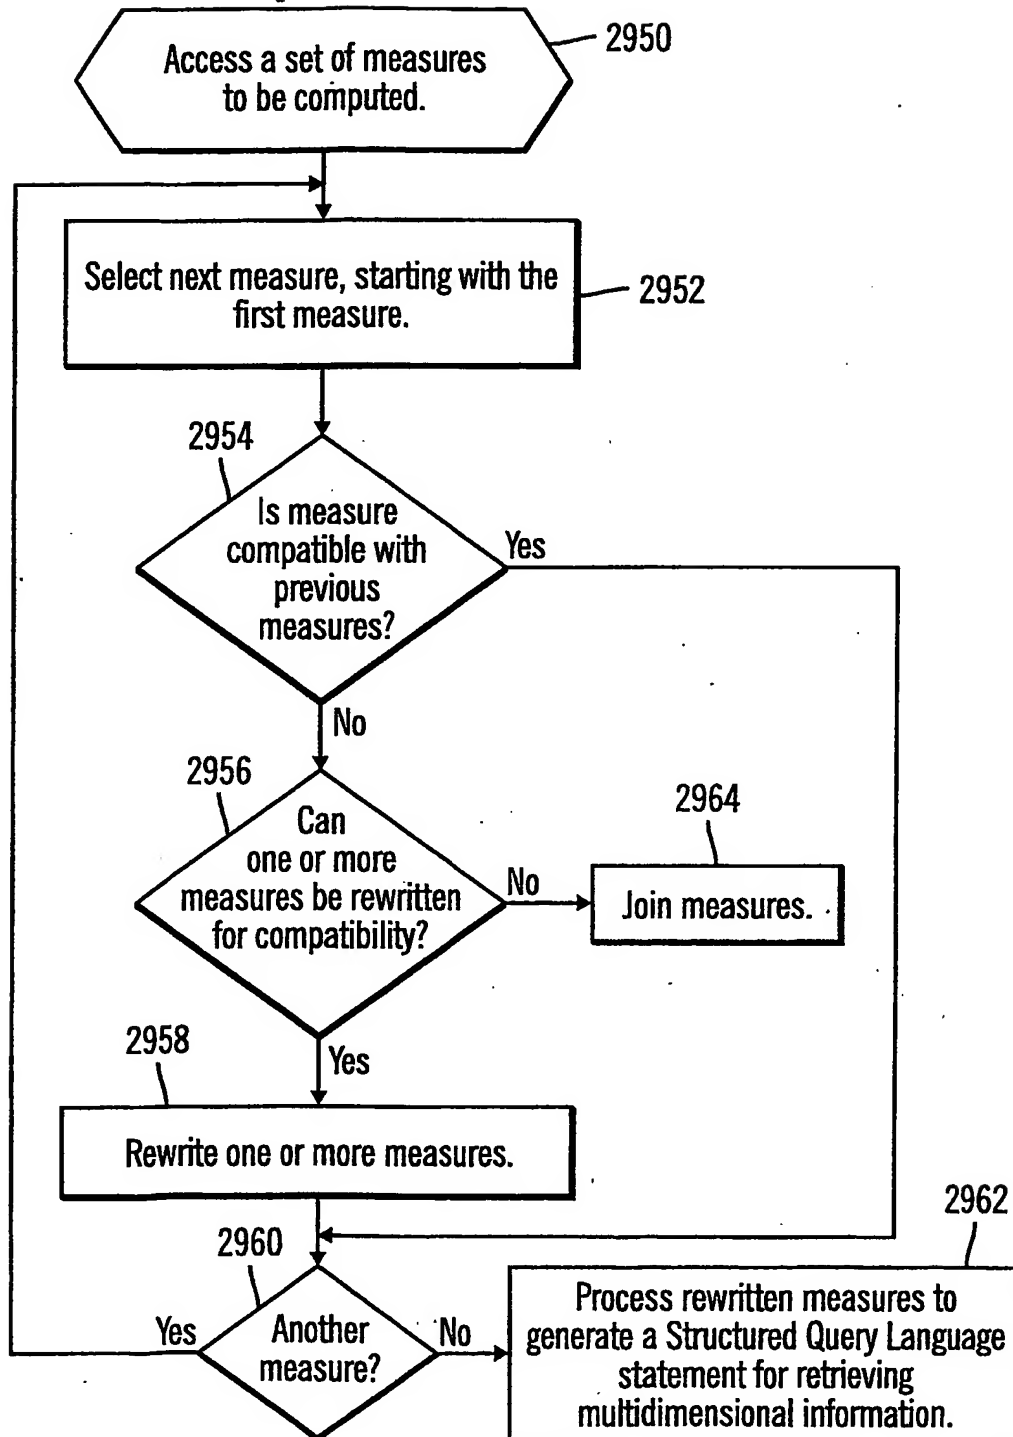 Access a set of measures
to be computed.
2950
Select next measure, starting with the
first measure.
2952
2954
Is measure
compatible with
previous
measures?
Yes
No
2956
Can
one or more
measures be rewritten
for compatibility?
No
2964
Join measures.
Yes
2958
Rewrite one or more measures.
2960
Another
measure?
Yes
No
2962
Process rewritten measures to
generate a Structured Query Language
statement for retrieving
multidimensional information.